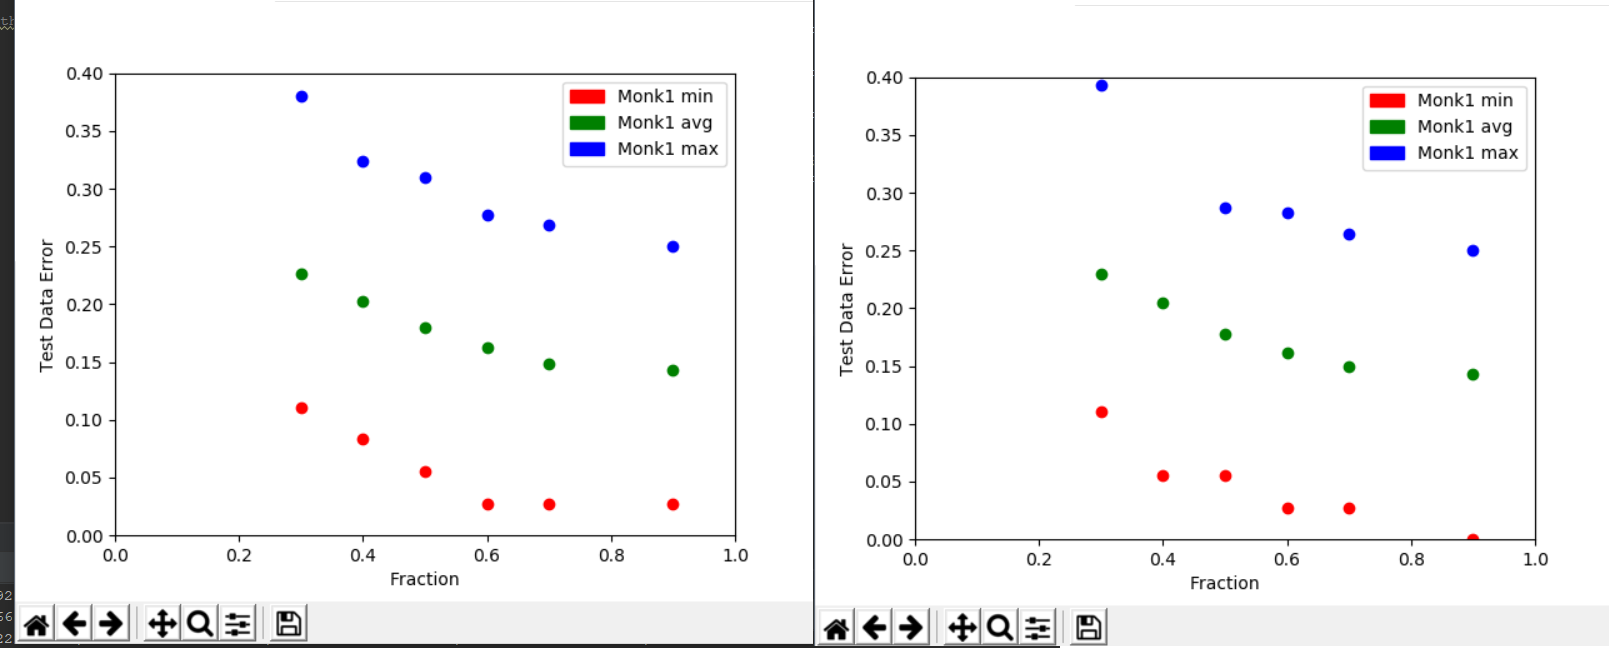 th
0.40
0.35
0.30
0.25
0.20
0.15
0.10
0.05
0.00
Test Data Error
0.0 0.2 0.4 0.6 0.8 1.0
Fraction
Monk1 min
Monk1 avg
Monk1 max
92
56
22
0.40
0.35
0.30
0.25
0.20
0.15
0.10
0.05
0.00
Test Data Error
0.0 0.2 0.4 0.6 0.8 1.0
Fraction
Monk1 min
Monk1 avg
Monk1 max